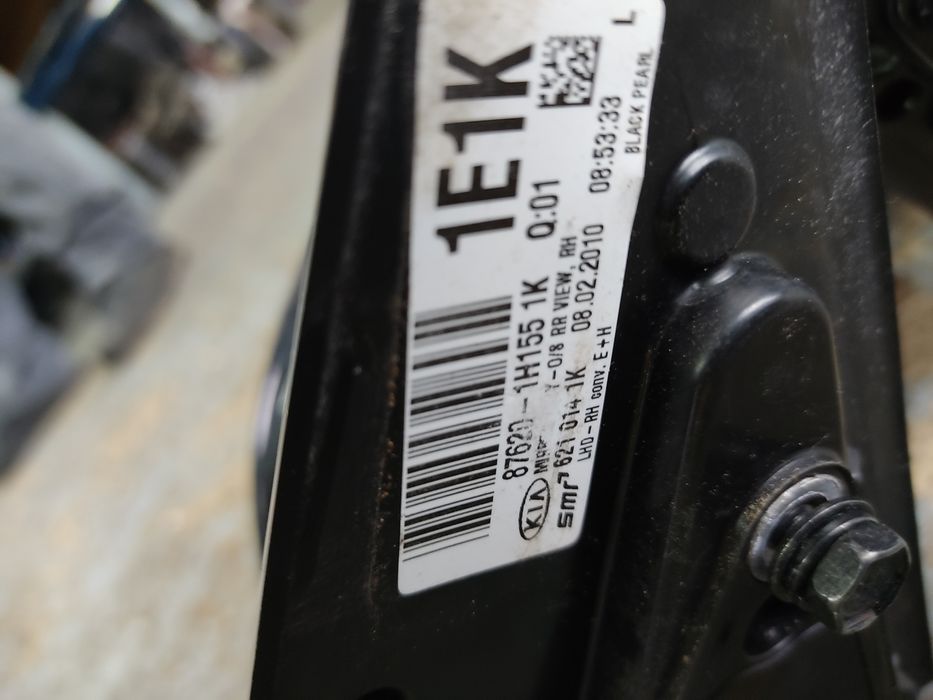 1E1K
87620-1H155 1K Q:01
KIA Y-O/S RR VIEW, RH
smr 621 014 1K 08.02.2010 08:53:33
LHD-RH conv. E+H BLACK PEARL L